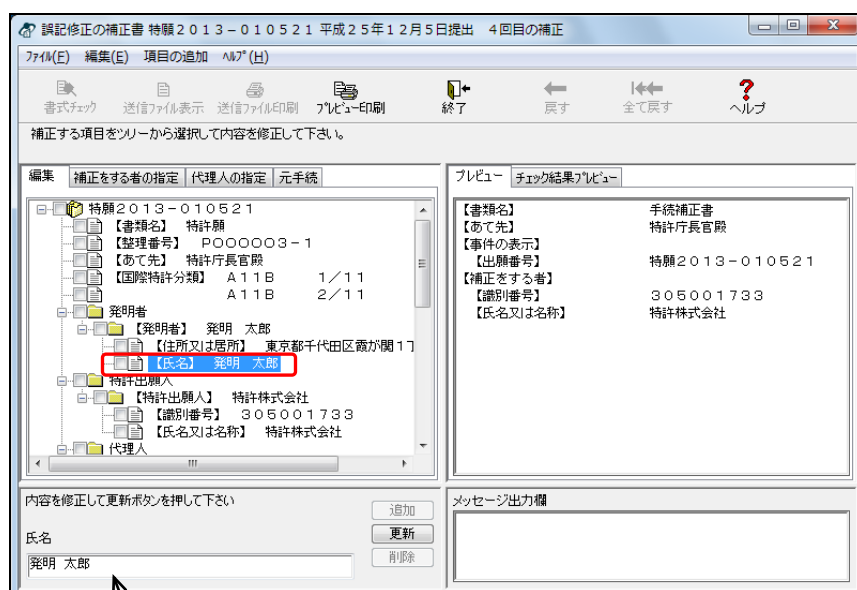 誤記修正の補正書 特願２０１３－０１０５２１ 平成２５年１２月５日提出 ４回目の補正
ﾌｧｲﾙ(F) 編集(E) 項目の追加 ﾍﾙﾌﾟ(H)
書式ﾁｪｯｸ 送信ﾌｧｲﾙ表示 送信ﾌｧｲﾙ印刷 ﾌﾟﾚﾋﾞｭｰ印刷 終了 戻す 全て戻す ヘルプ
補正する項目をツリーから選択して内容を修正して下さい。
編集 補正をする者の指定 代理人の指定 元手続
特願２０１３－０１０５２１
【書類名】 特許願
【整理番号】 Ｐ０００００３－１
【あて先】 特許庁長官殿
【国際特許分類】 Ａ１１Ｂ １／１１
Ａ１１Ｂ ２／１１
発明者
【発明者】 発明 太郎
【住所又は居所】 東京都千代田区霞が関１丁
【氏名】 発明 太郎
特許出願人
【特許出願人】 特許株式会社
【識別番号】 ３０５００１７３３
【氏名又は名称】 特許株式会社
代理人
プレビュー ﾁｪｯｸ結果ﾌﾟﾚﾋﾞｭｰ
【書類名】 手続補正書
【あて先】 特許庁長官殿
【事件の表示】
【出願番号】 特願２０１３－０１０５２１
【補正をする者】
【識別番号】 ３０５００１７３３
【氏名又は名称】 特許株式会社
内容を修正して更新ボタンを押して下さい
追加
更新
削除
氏名
発明 太郎
メッセージ出力欄